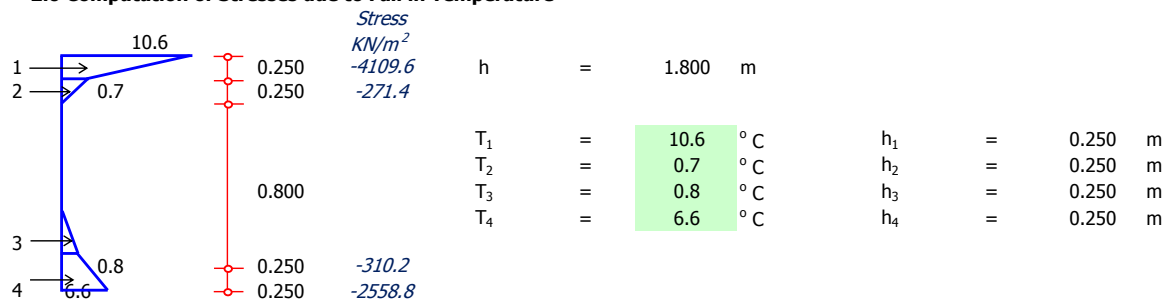 Stress
KN/m²
10.6
1 0.250 -4109.6 h = 1.800 m
2 0.7 0.250 -271.4
T₁ = 10.6 ° C h₁ = 0.250 m
T₂ = 0.7 ° C h₂ = 0.250 m
0.800 T₃ = 0.8 ° C h₃ = 0.250 m
T₄ = 6.6 ° C h₄ = 0.250 m
3
0.8 0.250 -310.2
4 6.6 0.250 -2558.8